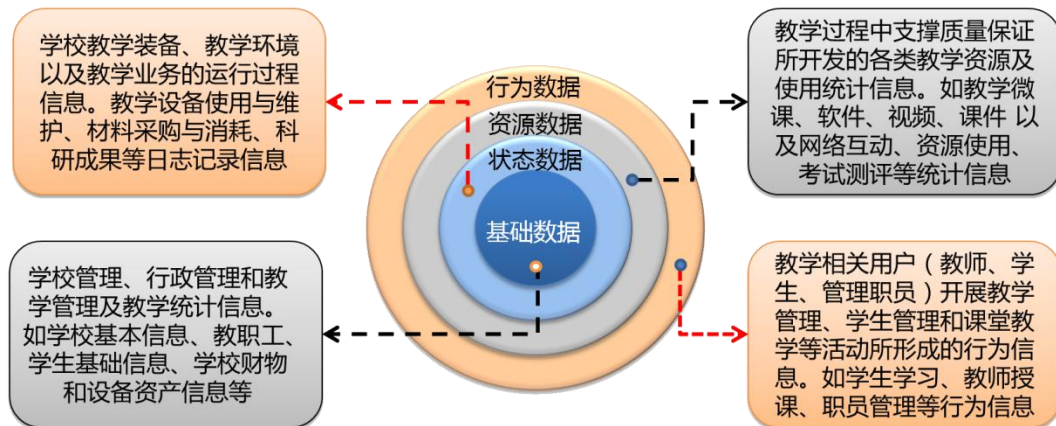 学校教学装备、教学环境
以及教学业务的运行过程
信息。教学设备使用与维
护、材料采购与消耗、科
研成果等日志记录信息
教学过程中支撑质量保证
所开发的各类教学资源及
使用统计信息。如教学微
课、软件、视频、课件 以
及网络互动、资源使用、
考试测评等统计信息
行为数据
资源数据
状态数据
基础数据
学校管理、行政管理和教
学管理及教学统计信息。
如学校基本信息、教职工、
学生基础信息、学校财物
和设备资产信息等
教学相关用户（教师、学
生、管理职员）开展教学
管理、学生管理和课堂教
学等活动所形成的行为信
息。如学生学习、教师授
课、职员管理等行为信息